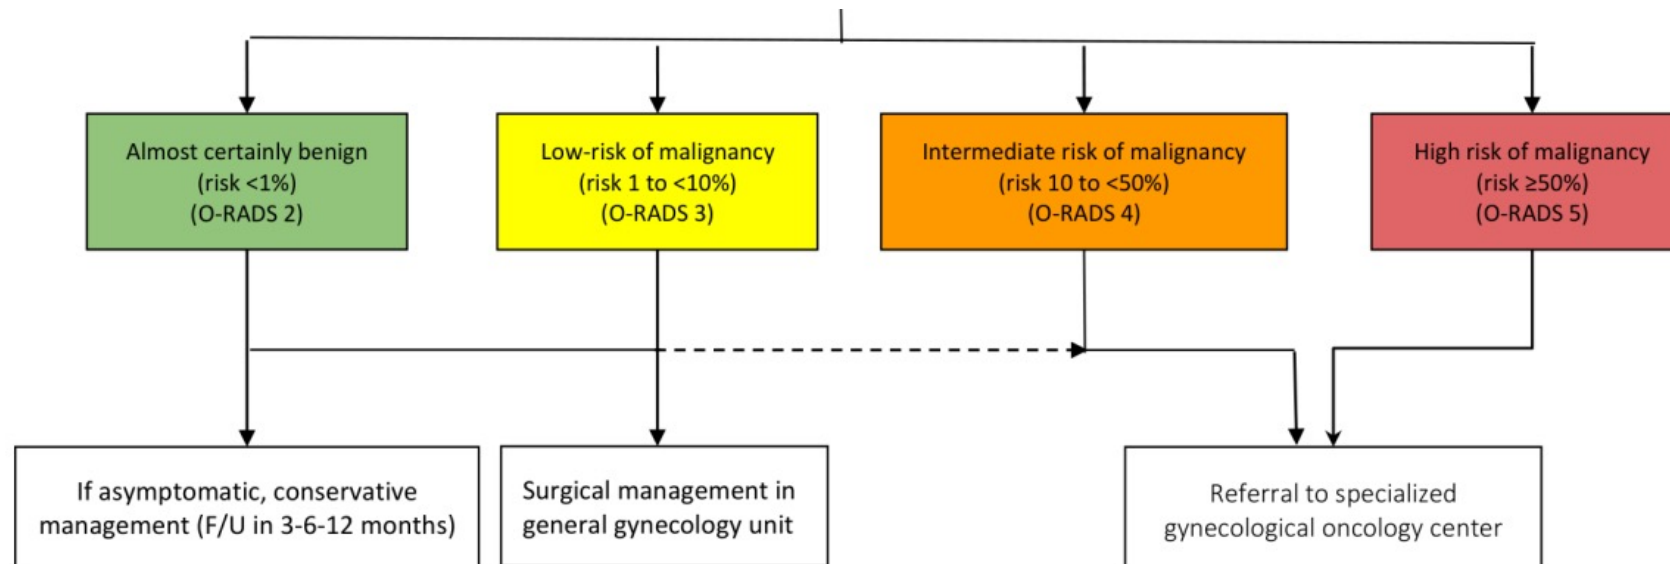 Almost certainly benign
(risk <1%)
(O-RADS 2)
Low-risk of malignancy
(risk 1 to <10%)
(O-RADS 3)
Intermediate risk of malignancy
(risk 10 to <50%)
(O-RADS 4)
High risk of malignancy
(risk ≥50%)
(O-RADS 5)
If asymptomatic, conservative
management (F/U in 3-6-12 months)
Surgical management in
general gynecology unit
Referral to specialized
gynecological oncology center